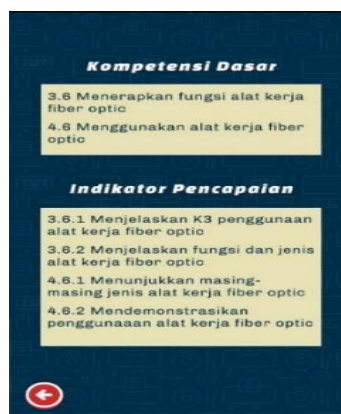 Kompetensi Dasar
3.6 Menerapkan fungsi alat kerja
fiber optic
4.6 Menggunakan alat kerja fiber
optic
Indikator Pencapaian
3.6.1 Menjelaskan K3 penggunaan
alat kerja fiber optic
3.6.2 Menjelaskan fungsi dan jenis
alat kerja fiber optic
4.6.1 Menunjukkan masing-
masing jenis alat kerja fiber optic
4.6.2 Mendemonstrasikan
penggunaaan alat kerja fiber optic